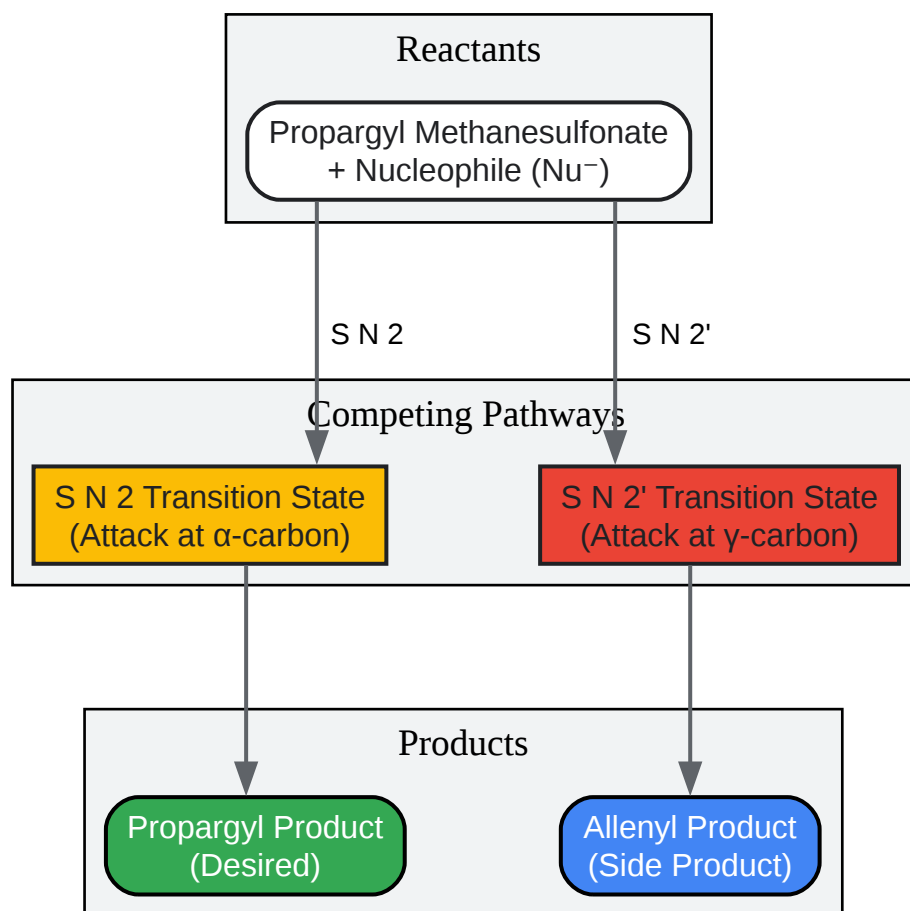 Reactants
Propargyl Methanesulfonate
+ Nucleophile (Nu⁻)
S N 2
S N 2'
Competing Pathways
S N 2 Transition State
(Attack at α-carbon)
S N 2' Transition State
(Attack at γ-carbon)
Products
Propargyl Product
(Desired)
Allenyl Product
(Side Product)